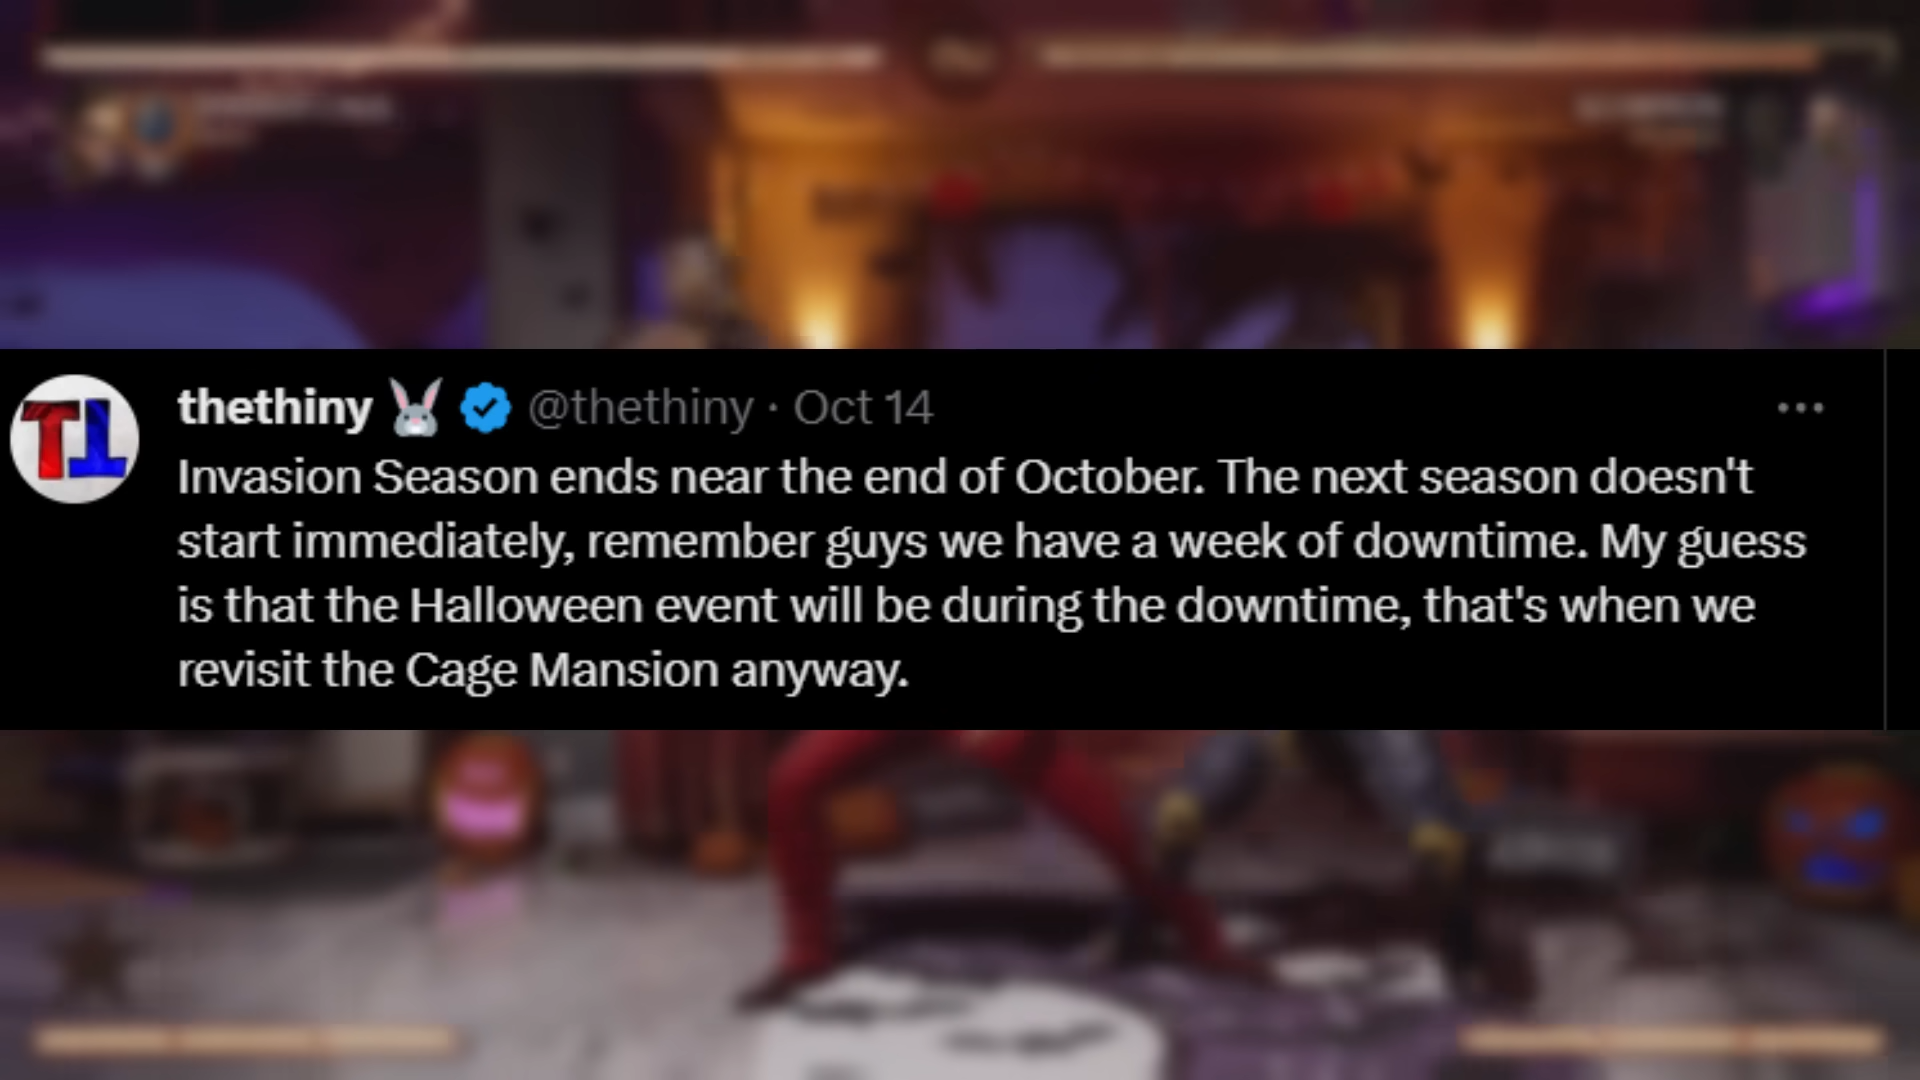 thethiny 🐰 @thethiny · Oct 14
Invasion Season ends near the end of October. The next season doesn't
start immediately, remember guys we have a week of downtime. My guess
is that the Halloween event will be during the downtime, that's when we
revisit the Cage Mansion anyway.